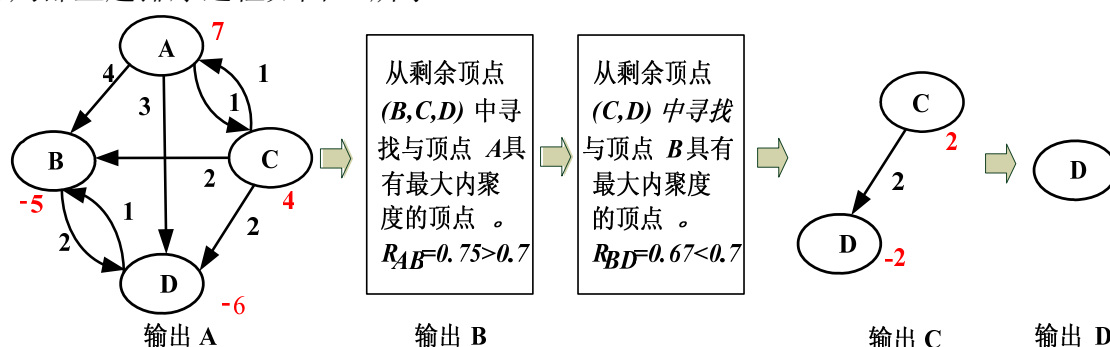 A
7
4
3
1
1
B
C
2
-5
4
1
2
2
D
-6
输出 A
从剩余顶点
(B,C,D) 中寻
找与顶点 A具
有最大内聚
度的顶点 。
R_AB=0.75>0.7
输出 B
从剩余顶点
(C,D) 中寻找
与顶点 B具有
最大内聚度
的顶点 。
R_BD=0.67<0.7
C
2
2
D
-2
输出 C
D
输出 D